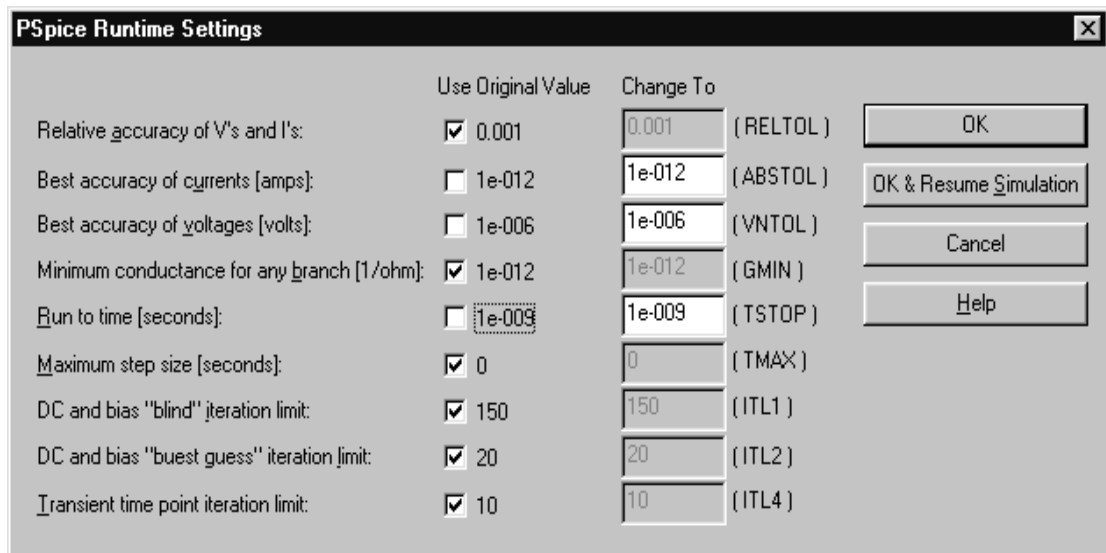 PSpice Runtime Settings
Use Original Value Change To
Relative accuracy of V's and I's: 0.001 0.001 (RELTOL) OK
Best accuracy of currents [amps]: 1e-012 1e-012 (ABSTOL) OK & Resume Simulation
Best accuracy of voltages [volts]: 1e-006 1e-006 (VNTOL) Cancel
Minimum conductance for any branch [1/ohm]: 1e-012 1e-012 (GMIN)
Run to time [seconds]: 1e-009 1e-009 (TSTOP) Help
Maximum step size [seconds]: 0 0 (TMAX)
DC and bias "blind" iteration limit: 150 150 (ITL1)
DC and bias "buest guess" iteration limit: 20 20 (ITL2)
Transient time point iteration limit: 10 10 (ITL4)